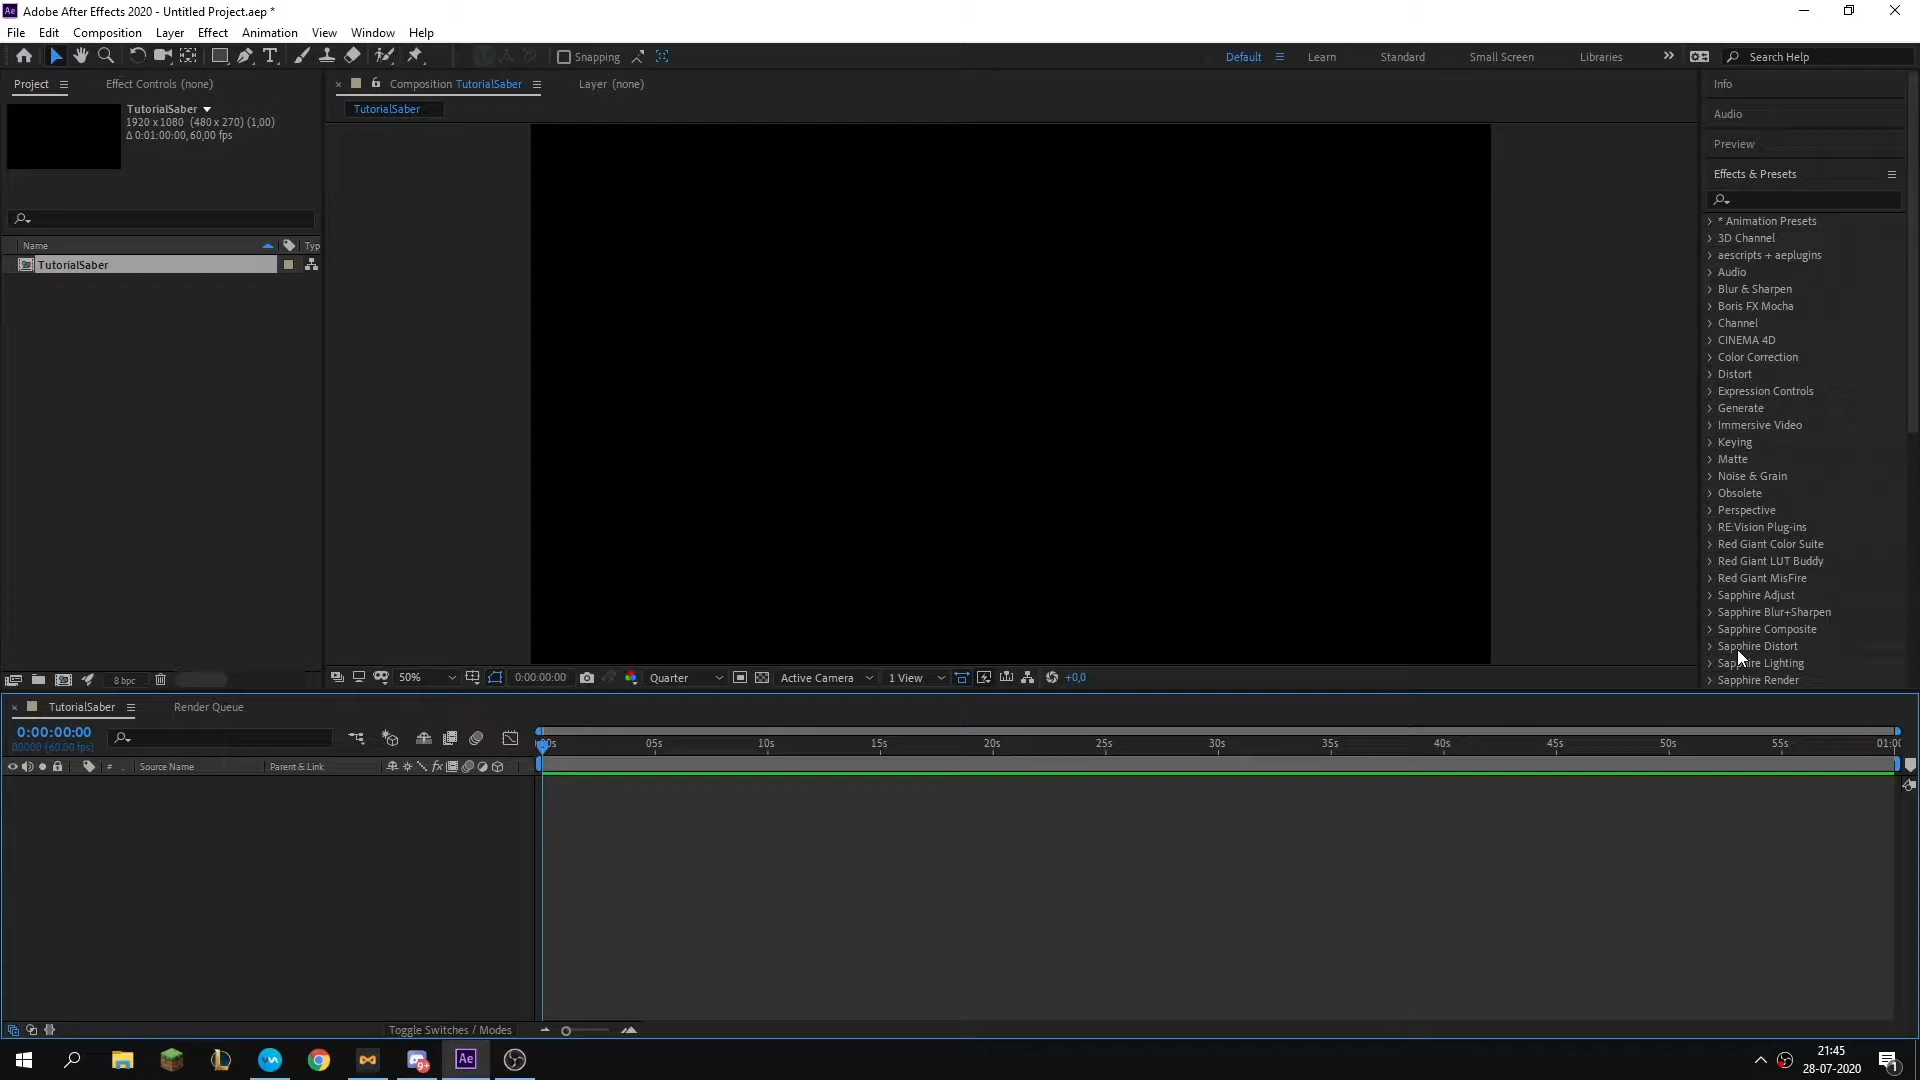 Adobe After Effects 2020 - Untitled Project.aep *
File Edit Composition Layer Effect Animation View Window Help
Snapping
Default Learn Standard Small Screen Libraries Search Help
Project Effect Controls (none)
Composition TutorialSaber Layer (none)
TutorialSaber
TutorialSaber
1920 x 1080 (480 x 270) (1,00)
Δ 0:01:00:00, 60,00 fps
Name Typ
TutorialSaber
8 bpc
50% 0:00:00:00 Quarter Active Camera 1 View +0,0
Info
Audio
Preview
Effects & Presets
* Animation Presets
3D Channel
aescripts + aeplugins
Audio
Blur & Sharpen
Boris FX Mocha
Channel
CINEMA 4D
Color Correction
Distort
Expression Controls
Generate
Immersive Video
Keying
Matte
Noise & Grain
Obsolete
Perspective
RE:Vision Plug-ins
Red Giant Color Suite
Red Giant LUT Buddy
Red Giant MisFire
Sapphire Adjust
Sapphire Blur+Sharpen
Sapphire Composite
Sapphire Distort
Sapphire Lighting
Sapphire Render
TutorialSaber Render Queue
0:00:00:00
00000 (60.00 fps)
05s 10s 15s 20s 25s 30s 35s 40s 45s 50s 55s 01:00
# Source Name Parent & Link fx
Toggle Switches / Modes
Ae
9+
21:45
28-07-2020
1